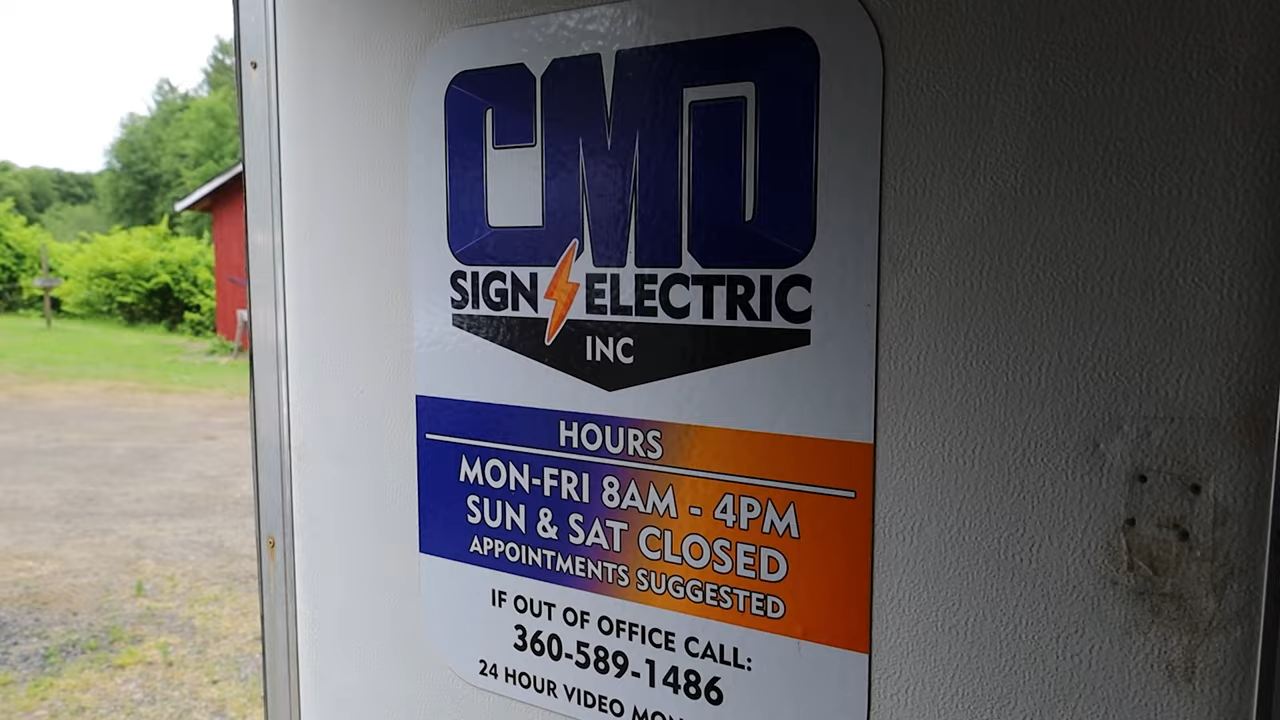 CMD
SIGN ELECTRIC
INC
HOURS
MON-FRI 8AM - 4PM
SUN & SAT CLOSED
APPOINTMENTS SUGGESTED
IF OUT OF OFFICE CALL:
360-589-1486
24 HOUR VIDEO